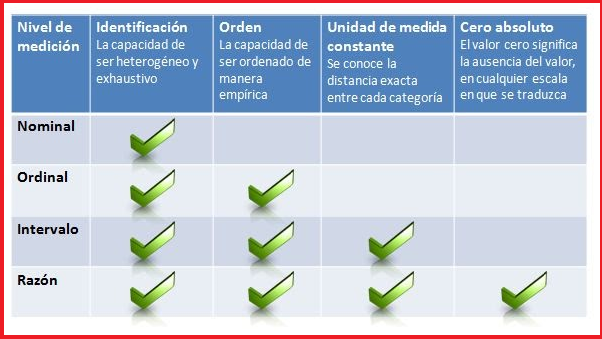 Nivel de
medición
Identificación
La capacidad de
ser heterogéneo y
exhaustivo
Orden
La capacidad de
ser ordenado de
manera
empírica
Unidad de medida
constante
Se conoce la
distancia exacta
entre cada categoría
Cero absoluto
El valor cero significa
la ausencia del valor,
en cualquier escala
en que se traduzca
Nominal
Ordinal
Intervalo
Razón